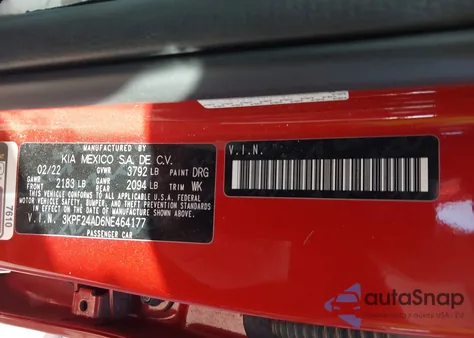 MANUFACTURED BY
KIA MEXICO S.A. DE C.V.
02/22 GVWR 3792 LB PAINT DRG
GAWR FRONT 2183 LB GAWR REAR 2094 LB TRIM WK
THIS VEHICLE CONFORMS TO ALL APPLICABLE U.S. FEDERAL
MOTOR VEHICLE SAFETY, BUMPER, AND THEFT PREVENTION STANDARDS
IN EFFECT ON THE DATE OF MANUFACTURE SHOWN ABOVE.
V.I.N. 3KPF24AD6NE464177
PASSENGER CAR
V.I.N.
7610
autoSnap